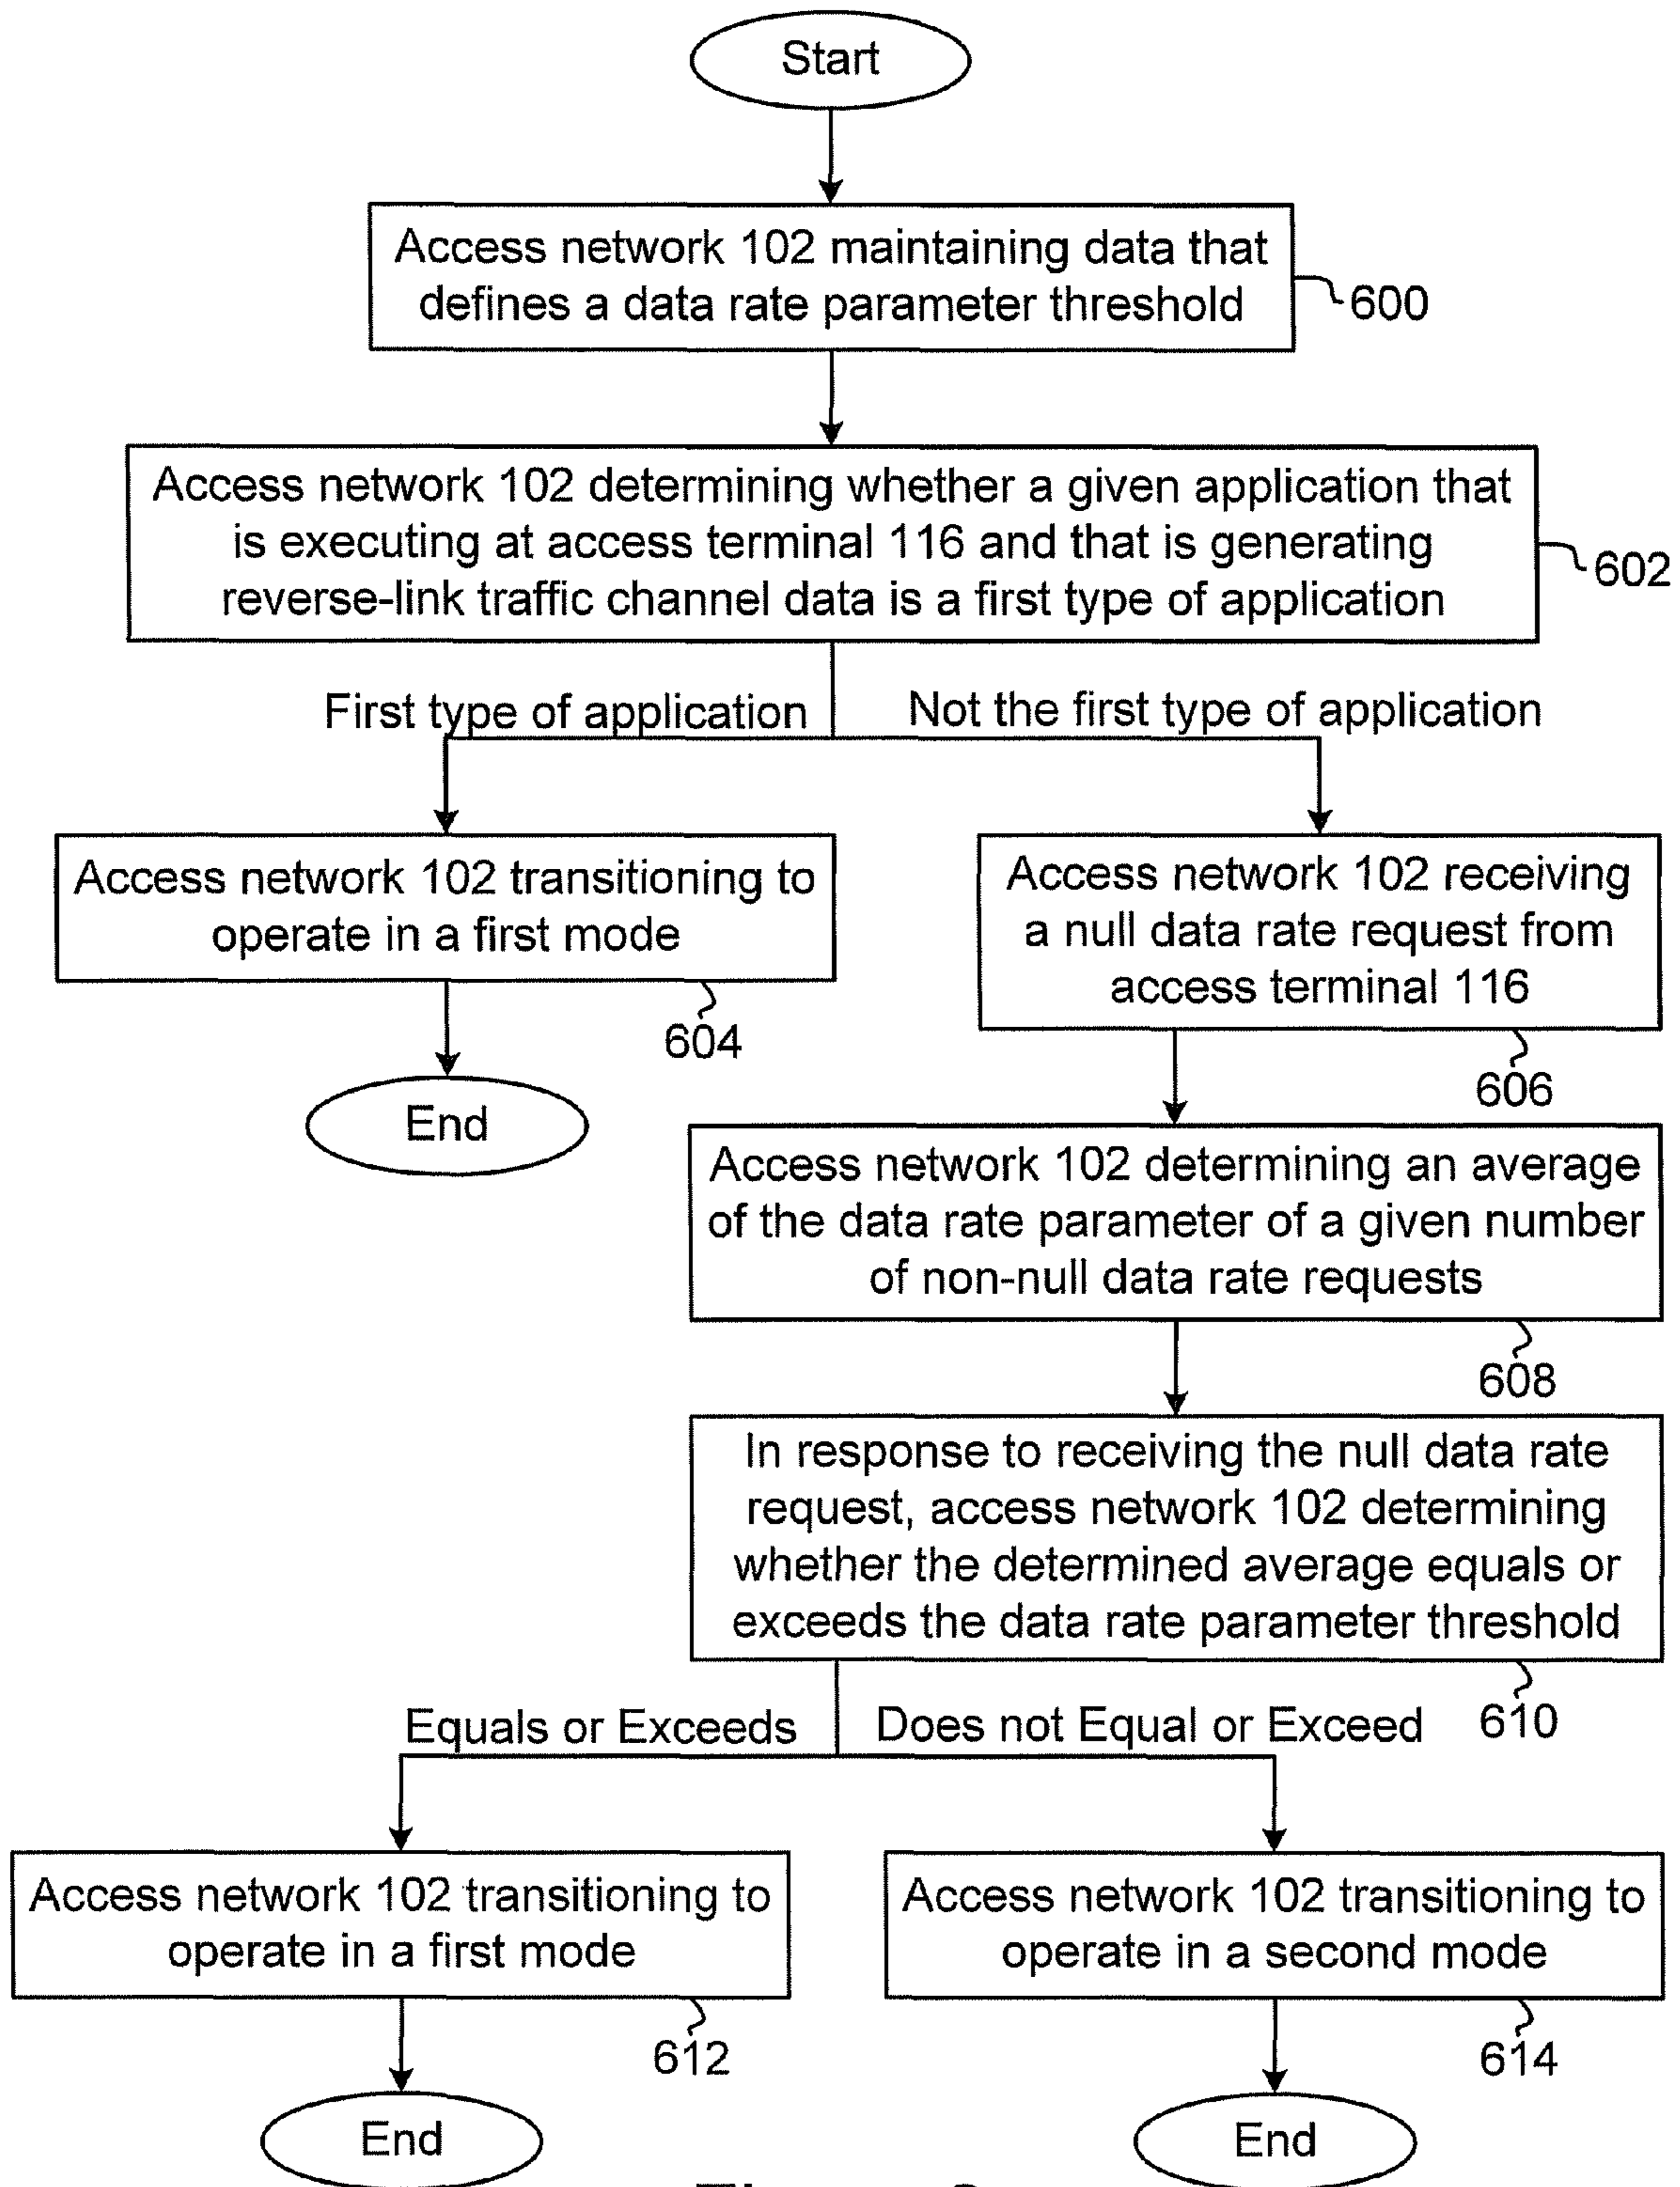 Start
Access network 102 maintaining data that
defines a data rate parameter threshold
600
Access network 102 determining whether a given application that
is executing at access terminal 116 and that is generating
reverse-link traffic channel data is a first type of application
602
First type of application
Not the first type of application
Access network 102 transitioning to
operate in a first mode
604
End
Access network 102 receiving
a null data rate request from
access terminal 116
606
Access network 102 determining an average
of the data rate parameter of a given number
of non-null data rate requests
608
In response to receiving the null data rate
request, access network 102 determining
whether the determined average equals or
exceeds the data rate parameter threshold
610
Equals or Exceeds
Does not Equal or Exceed
Access network 102 transitioning to
operate in a first mode
612
End
Access network 102 transitioning to
operate in a second mode
614
End